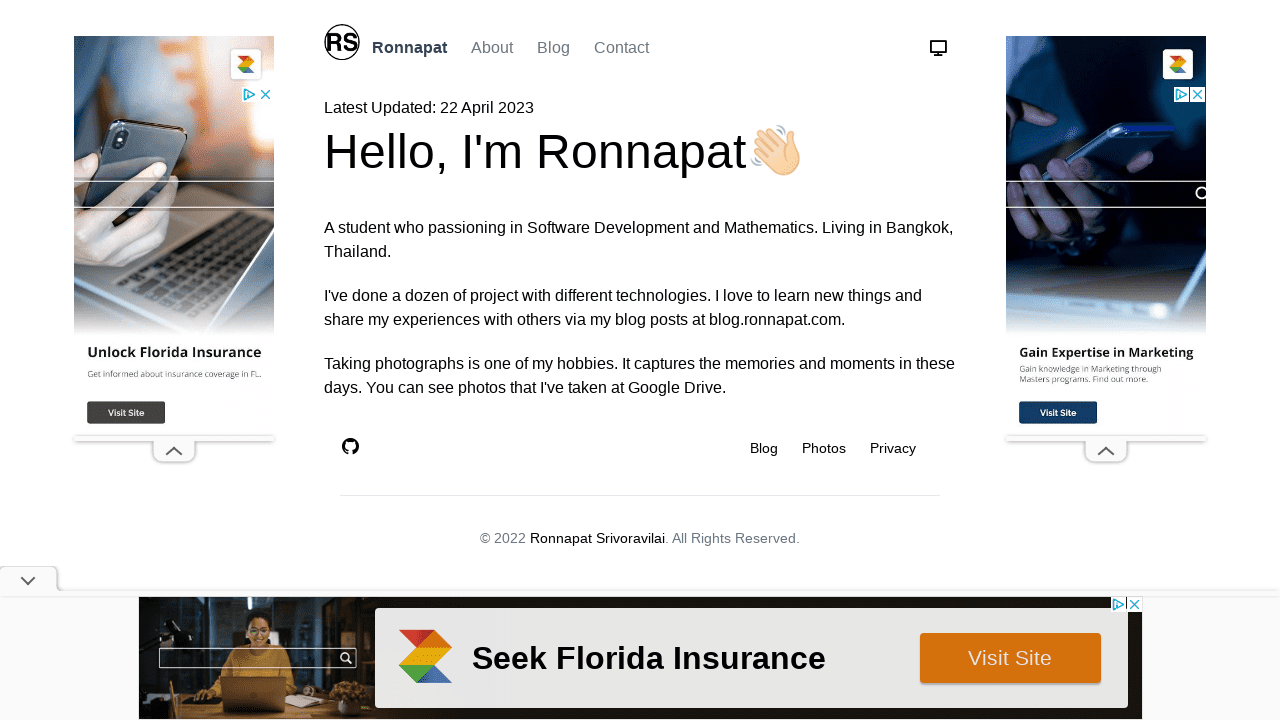 RS
Ronnapat About Blog Contact
Latest Updated: 22 April 2023
Hello, I'm Ronnapat👋🏻
A student who passioning in Software Development and Mathematics. Living in Bangkok,
Thailand.
I've done a dozen of project with different technologies. I love to learn new things and
share my experiences with others via my blog posts at blog.ronnapat.com.
Taking photographs is one of my hobbies. It captures the memories and moments in these
days. You can see photos that I've taken at Google Drive.
Blog Photos Privacy
© 2022 Ronnapat Srivoravilai. All Rights Reserved.
Unlock Florida Insurance
Get informed about insurance coverage in Fl...
Visit Site
Gain Expertise in Marketing
Gain knowledge in Marketing through
Masters programs. Find out more.
Visit Site
Seek Florida Insurance
Visit Site